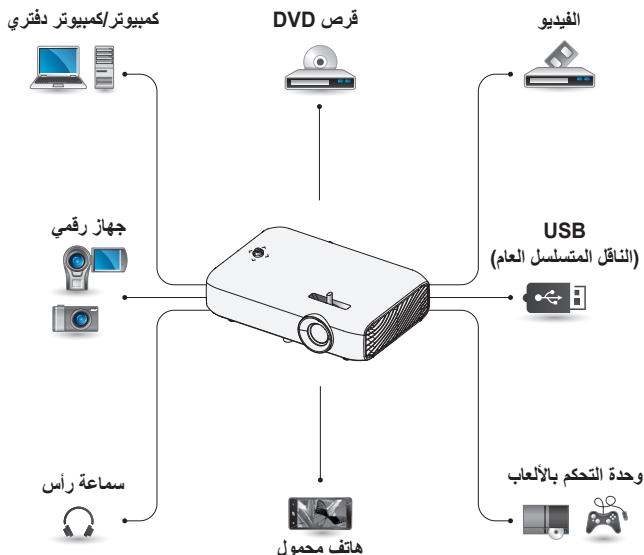 الفيديو
قرص DVD
كمبيوتر/كمبيوتر دفتري
USB
(الناقل المتسلسل العام)
جهاز رقمي
وحدة التحكم بالألعاب
هاتف محمول
سماعة رأس